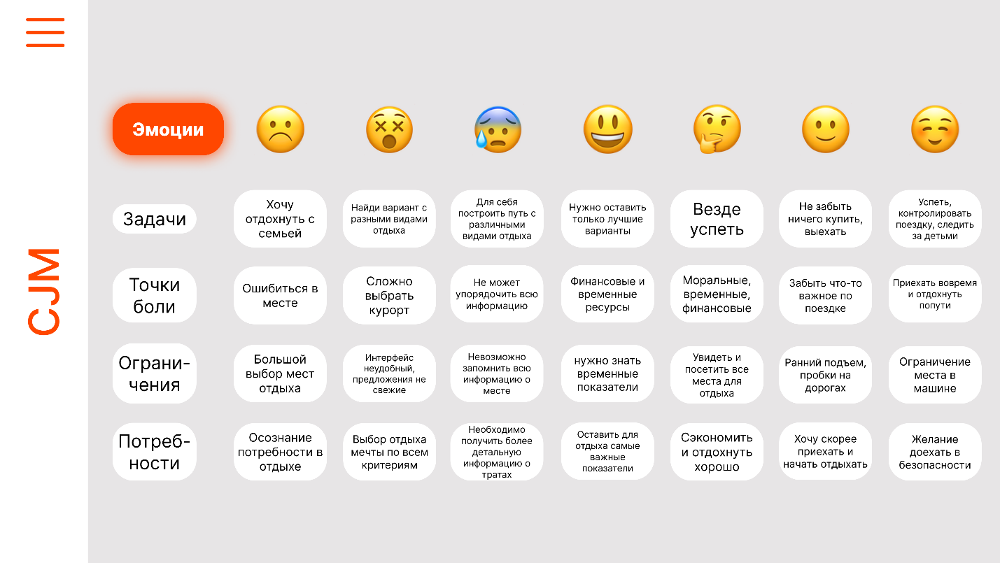 CJM
Эмоции
Задачи
Хочу
отдохнуть с
семьей
Найди вариант с
разными видами
отдыха
Для себя
построить путь с
различными
видами отдыха
Нужно оставить
только лучшие
варианты
Везде
успеть
Не забыть
ничего купить,
выехать
Успеть,
контролировать
поездку, следить
за детьми
Точки
боли
Ошибиться в
месте
Сложно
выбрать
курорт
Не может
упорядочить всю
информацию
Финансовые и
временные
ресурсы
Моральные,
временные,
финансовые
Забыть что-то
важное по
поездке
Приехать вовремя
и отдохнуть
попути
Ограни-
чения
Большой
выбор мест
отдыха
Интерфейс
неудобный,
предложения не
свежие
Невозможно
запомнить всю
информацию о
месте
нужно знать
временные
показатели
Увидеть и
посетить все
места для
отдыха
Ранний подъем,
пробки на
дорогах
Ограничение
места в
машине
Потреб-
ности
Осознание
потребности в
отдыхе
Выбор отдыха
мечты по всем
критериям
Необходимо
получить более
детальную
информацию о
тратах
Оставить для
отдыха самые
важные
показатели
Сэкономить
и отдохнуть
хорошо
Хочу скорее
приехать и
начать отдыхать
Желание
доехать в
безопасности